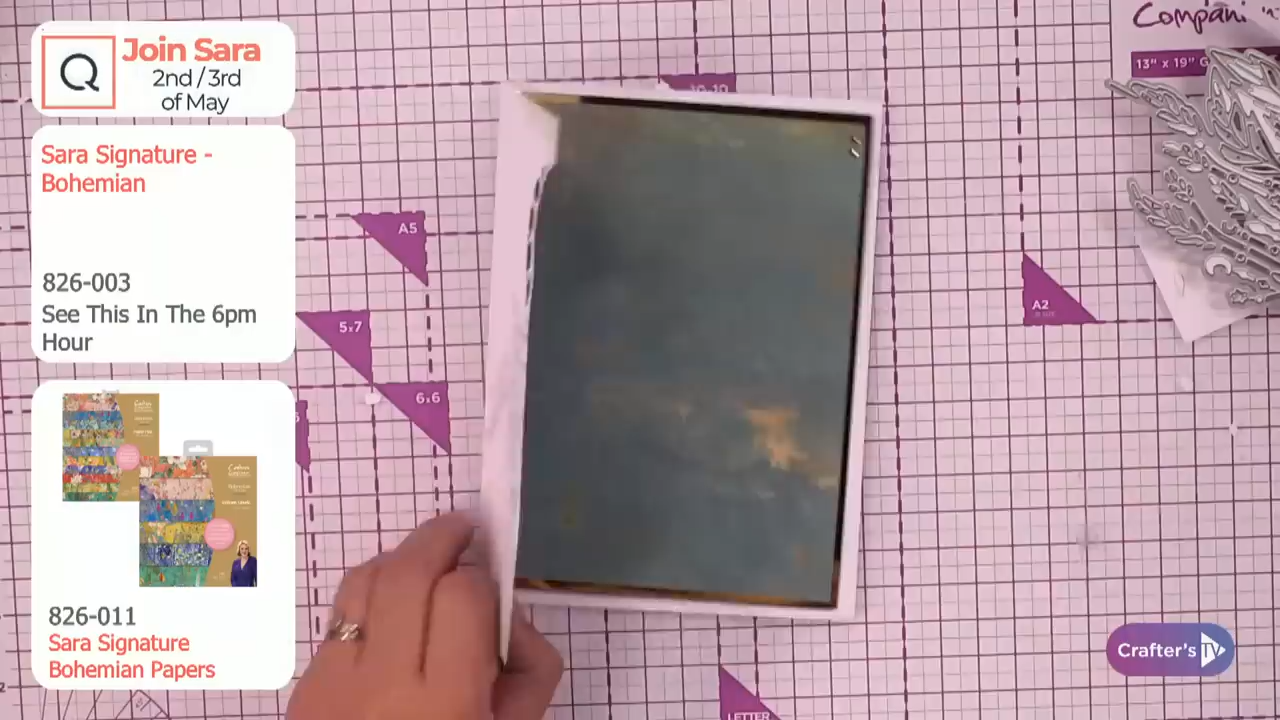 Q
Join Sara
2nd / 3rd
of May
Sara Signature -
Bohemian
826-003
See This In The 6pm
Hour
826-011
Sara Signature
Bohemian Papers
A5
5x7
6x6
A2
LETTER
13" x 19"
Crafter's TV